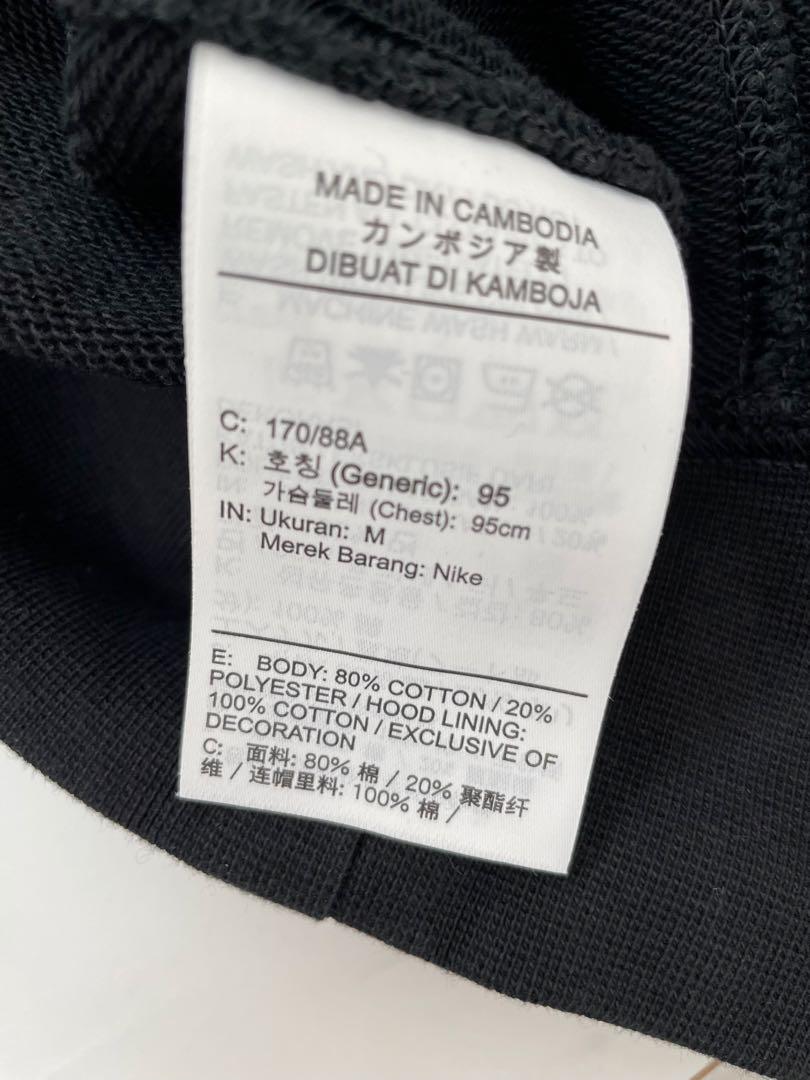 MADE IN CAMBODIA
カンボジア製
DIBUAT DI KAMBOJA
C: 170/88A
K: 호칭 (Generic): 95
가슴둘레 (Chest): 95cm
IN: Ukuran: M
Merek Barang: Nike
E: BODY: 80% COTTON / 20%
POLYESTER / HOOD LINING:
100% COTTON / EXCLUSIVE OF
DECORATION
C: 面料: 80% 棉 / 20% 聚酯纤
维 / 连帽里料: 100% 棉 /